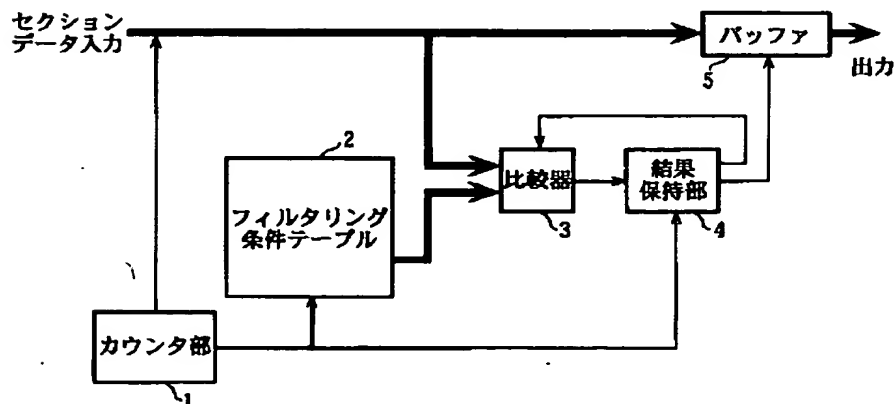 セクション
データ入力
バッファ
5
出力
2
フィルタリング
条件テーブル
比較器
3
結果
保持部
4
カウンタ部
1